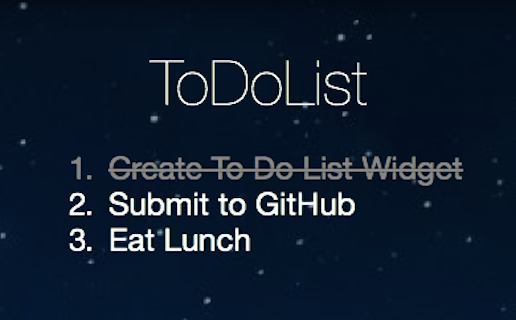 ToDoList
1. Create To Do List Widget
2. Submit to GitHub
3. Eat Lunch